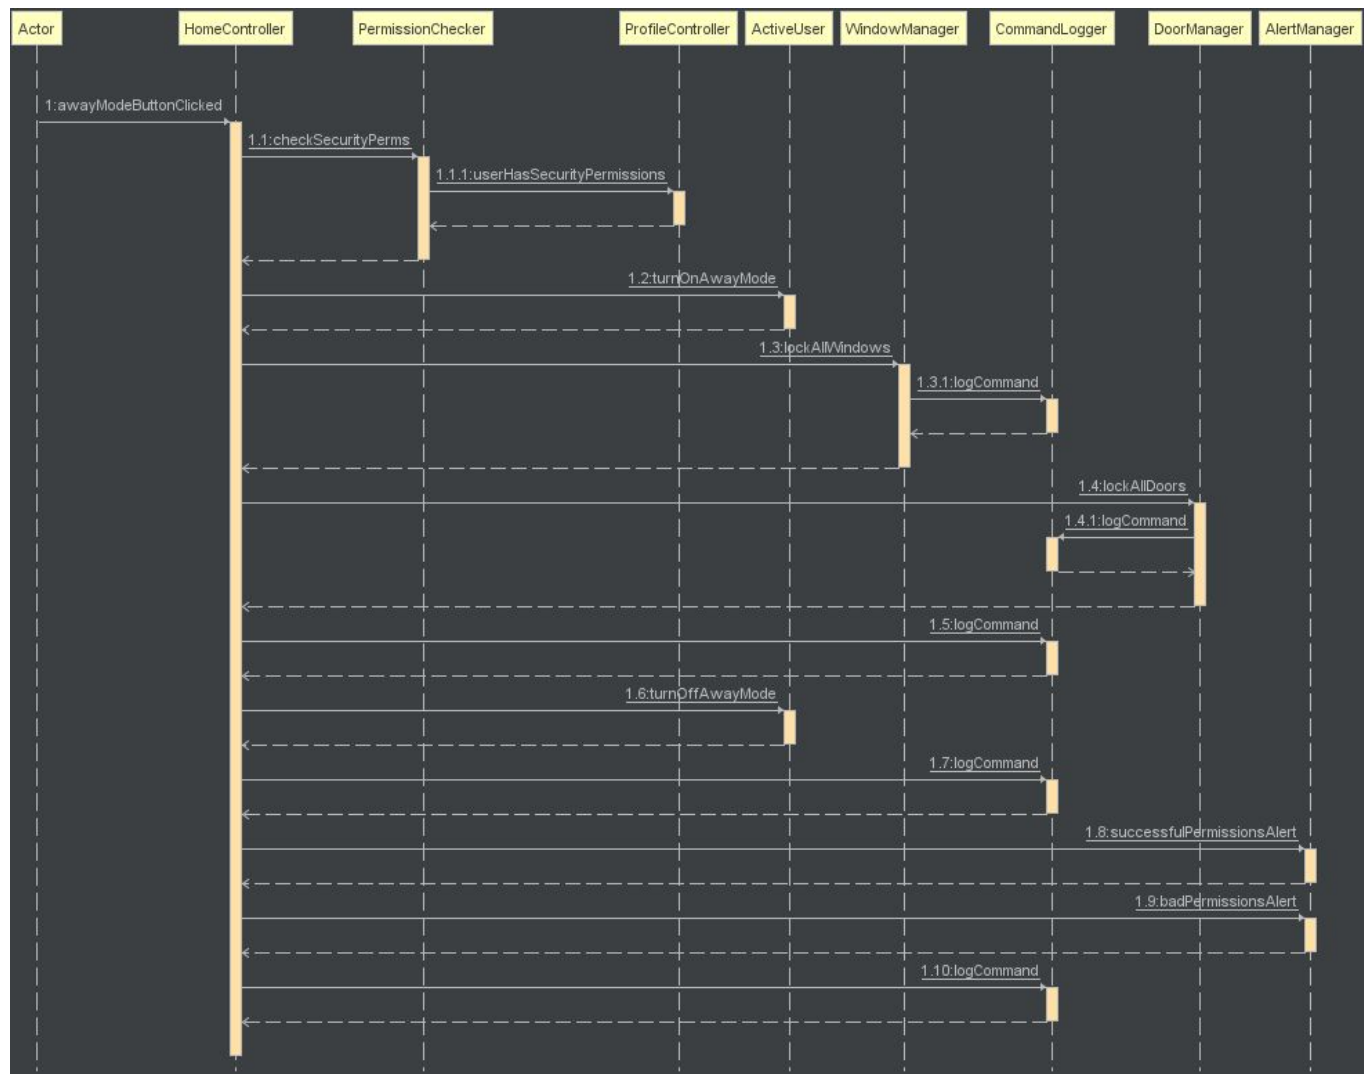 Actor
HomeController
PermissionChecker
ProfileController
ActiveUser
WindowManager
CommandLogger
DoorManager
AlertManager
1:awayModeButtonClicked
1.1:checkSecurityPerms
1.1.1:userHasSecurityPermissions
1.2:turnOnAwayMode
1.3:lockAllWindows
1.3.1:logCommand
1.4:lockAllDoors
1.4.1:logCommand
1.5:logCommand
1.6:turnOffAwayMode
1.7:logCommand
1.8:successfulPermissionsAlert
1.9:badPermissionsAlert
1.10:logCommand